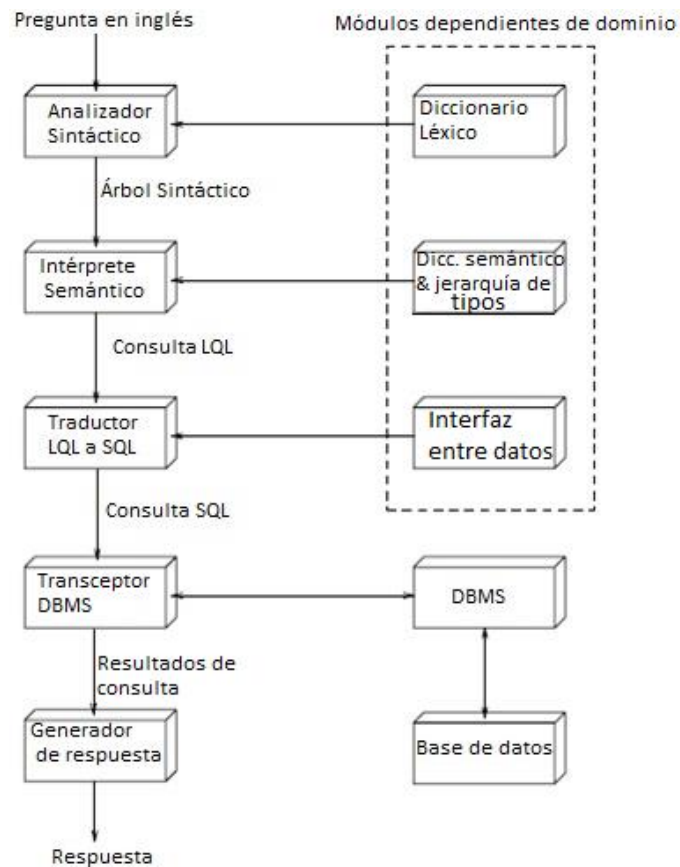 Pregunta en inglés
Módulos dependientes de dominio
Analizador
Sintáctico
Diccionario
Léxico
Árbol Sintáctico
Intérprete
Semántico
Dicc. semántico
& jerarquía de
tipos
Consulta LQL
Traductor
LQL a SQL
Interfaz
entre datos
Consulta SQL
Transceptor
DBMS
DBMS
Resultados de
consulta
Generador
de respuesta
Base de datos
Respuesta